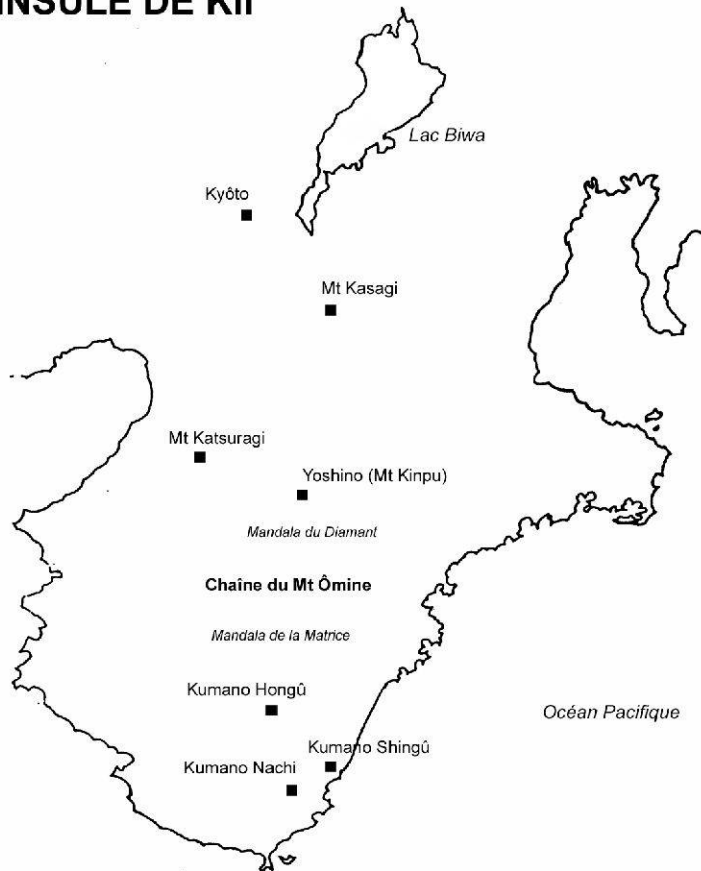 INSULE DE KII
Lac Biwa
Kyôto
Mt Kasagi
Mt Katsuragi
Yoshino (Mt Kinpu)
Mandala du Diamant
Chaîne du Mt Ômine
Mandala de la Matrice
Kumano Hongû
Océan Pacifique
Kumano Shingû
Kumano Nachi